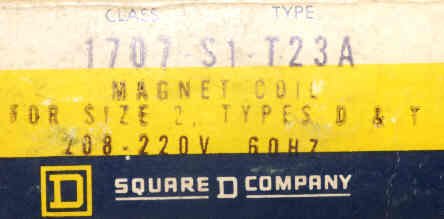 CLASS TYPE
1707-S1-T23A
MAGNET COIL
FOR SIZE 2, TYPES D & T
208-220V 60HZ
D SQUARE D COMPANY